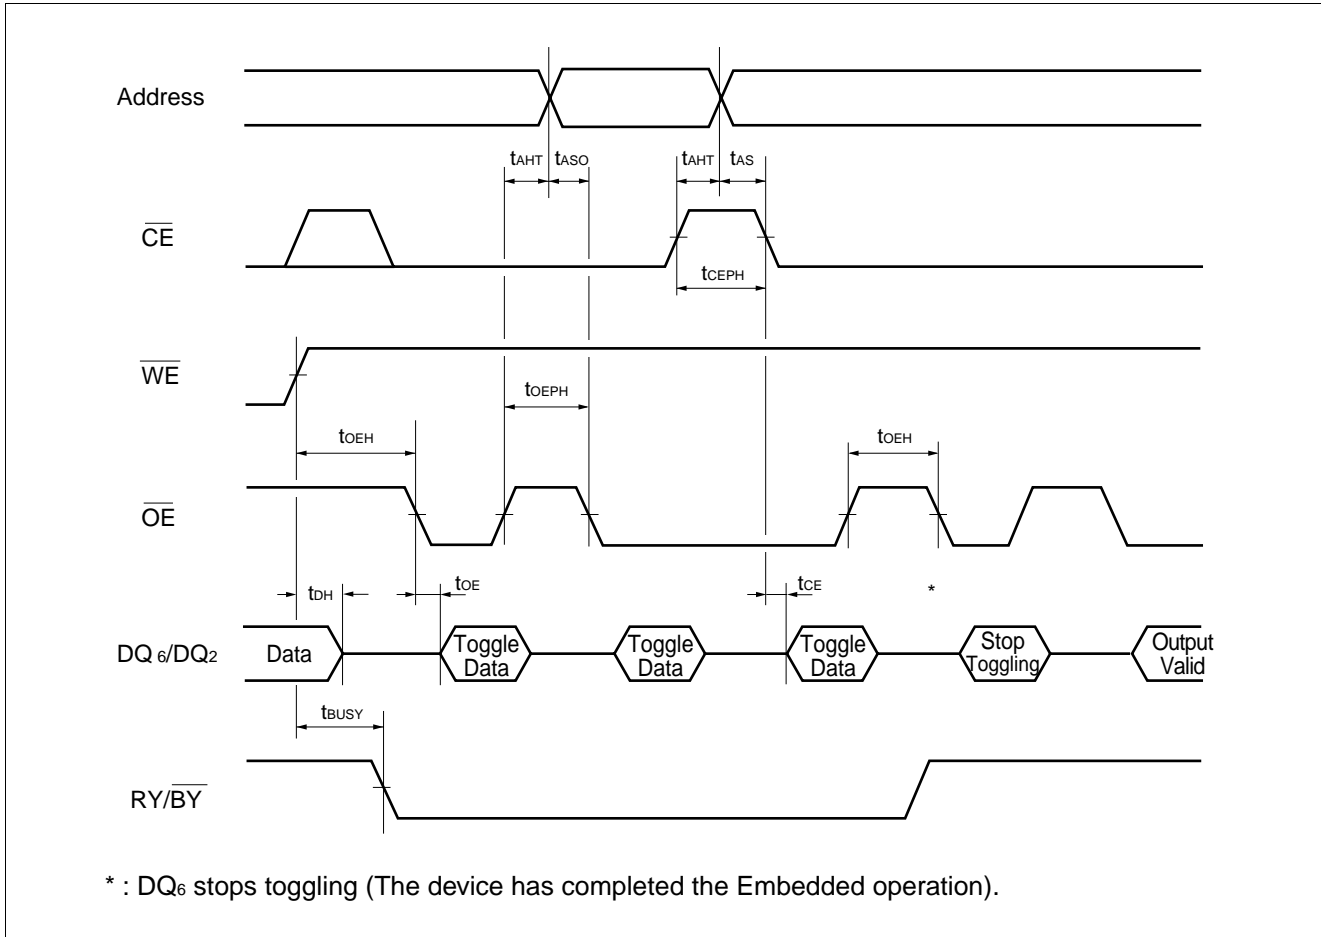 Address
tAHT tASO tAHT tAS
CE
tCEPH
WE
tOEPH
tOEH tOEH
OE
tDH tOE tCE *
DQ 6/DQ2 Data Toggle Data Toggle Data Toggle Data Stop Toggling Output Valid
tBUSY
RY/BY
* : DQ6 stops toggling (The device has completed the Embedded operation).